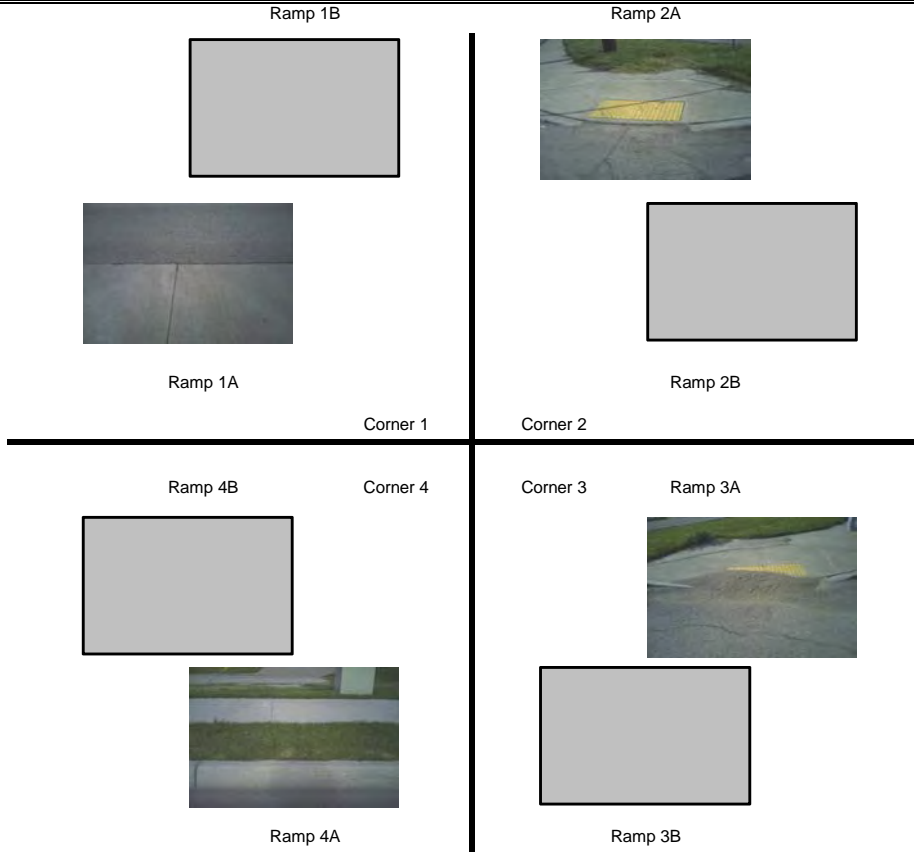 Ramp 1B
Ramp 2A
Ramp 1A
Ramp 2B
Corner 1
Corner 2
Ramp 4B
Corner 4
Corner 3
Ramp 3A
Ramp 4A
Ramp 3B